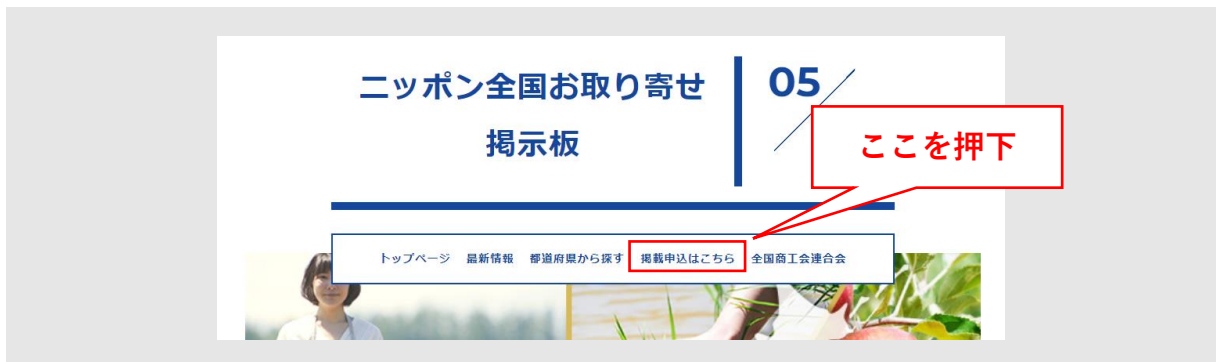 ニッポン全国お取り寄せ
掲示板
05
ここを押下
トップページ 最新情報 都道府県から探す 掲載申込はこちら 全国商工会連合会